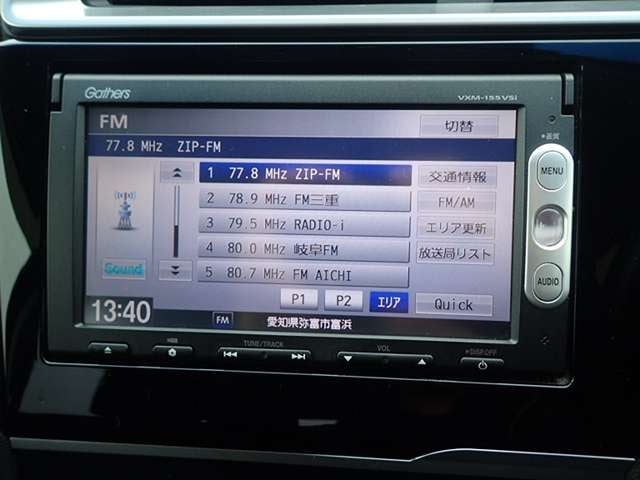 Gathers
VXM-155VSi
FM
切替
77.8 MHz ZIP-FM
1 77.8 MHz ZIP-FM
2 78.9 MHz FM三重
3 79.5 MHz RADIO-i
4 80.0 MHz 岐阜FM
5 80.7 MHz FM AICHI
交通情報
FM/AM
エリア更新
放送局リスト
Sound
P1
P2
エリア
Quick
13:40
FM
愛知県弥富市富浜
MENU
AUDIO
TUNE/TRACK
VOL
DISP.OFF